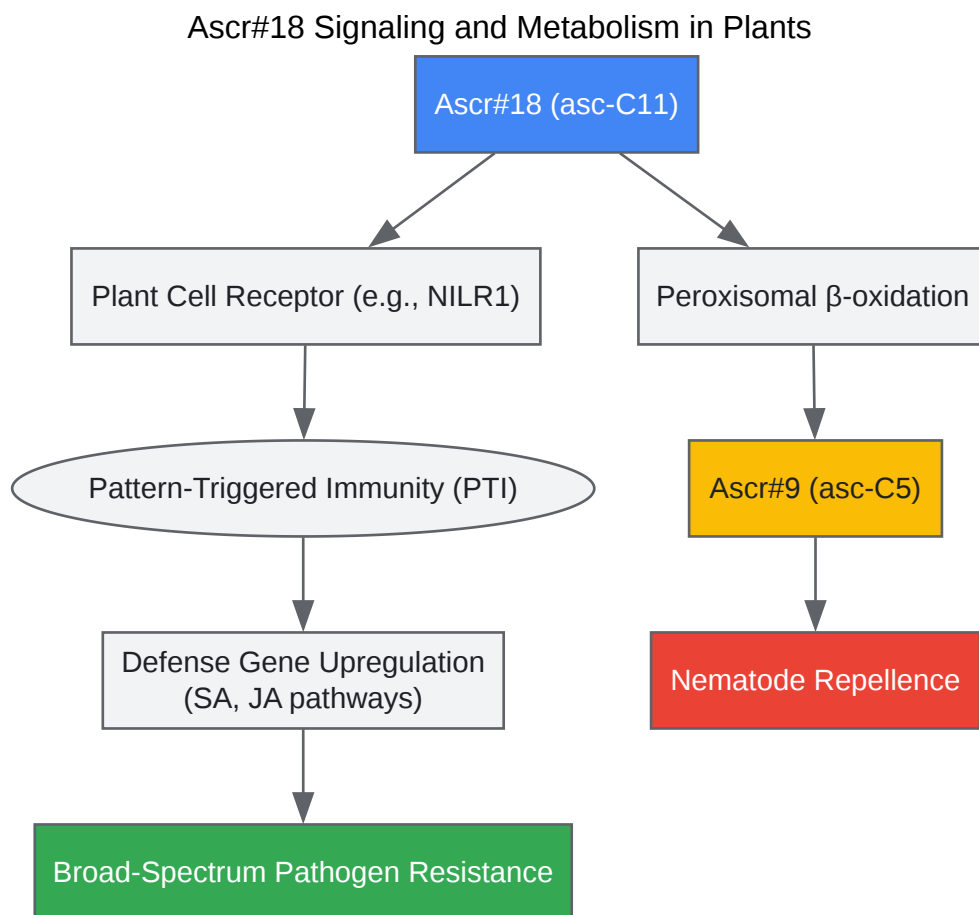 Ascr#18 Signaling and Metabolism in Plants
Ascr#18 (asc-C11)
Plant Cell Receptor (e.g., NILR1)
Peroxisomal β-oxidation
Pattern-Triggered Immunity (PTI)
Ascr#9 (asc-C5)
Defense Gene Upregulation
(SA, JA pathways)
Nematode Repellence
Broad-Spectrum Pathogen Resistance